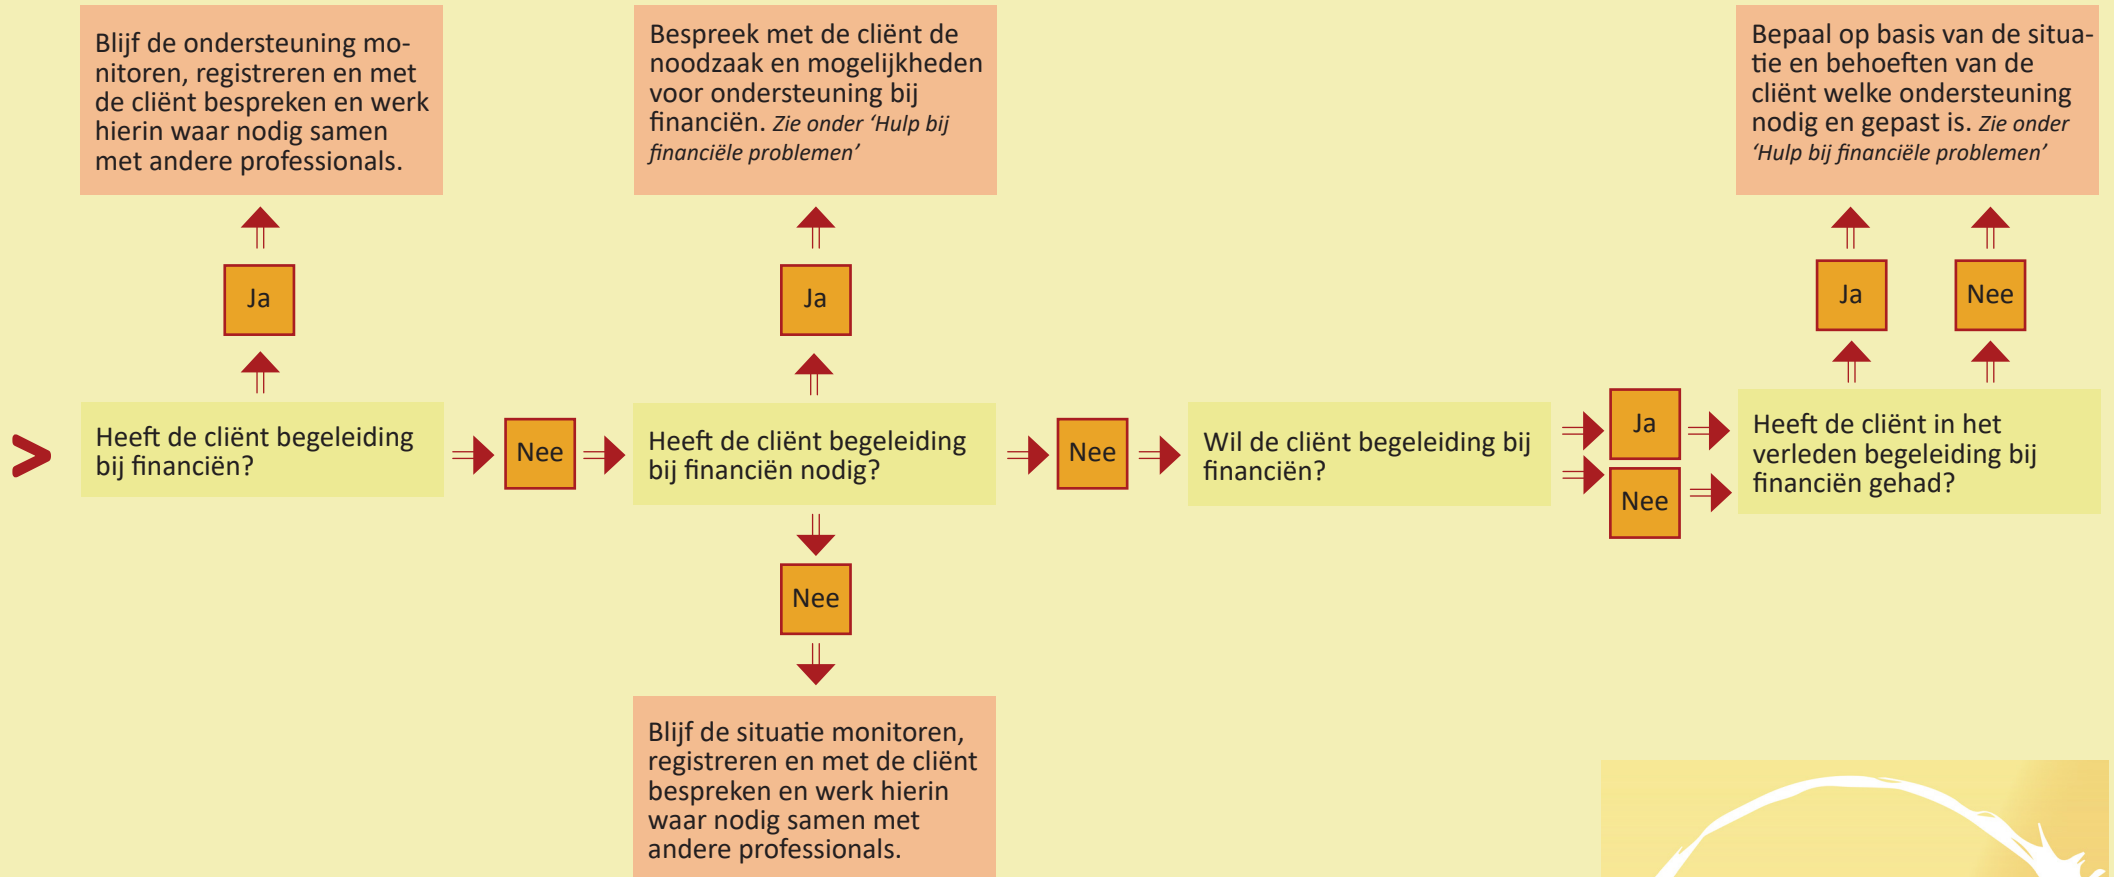 Blijf de ondersteuning mo-
nitoren, registreren en met
de cliënt bespreken en werk
hierin waar nodig samen
met andere professionals.
Bespreek met de cliënt de
noodzaak en mogelijkheden
voor ondersteuning bij
financiën. Zie onder ‘Hulp bij
financiële problemen’
Bepaal op basis van de situa-
tie en behoeften van de
cliënt welke ondersteuning
nodig en gepast is. Zie onder
‘Hulp bij financiële problemen’
Ja
Ja
Ja
Nee
>
Heeft de cliënt begeleiding
bij financiën?
Nee
Heeft de cliënt begeleiding
bij financiën nodig?
Nee
Wil de cliënt begeleiding bij
financiën?
Ja
Nee
Heeft de cliënt in het
verleden begeleiding bij
financiën gehad?
Nee
Blijf de situatie monitoren,
registreren en met de cliënt
bespreken en werk hierin
waar nodig samen met
andere professionals.